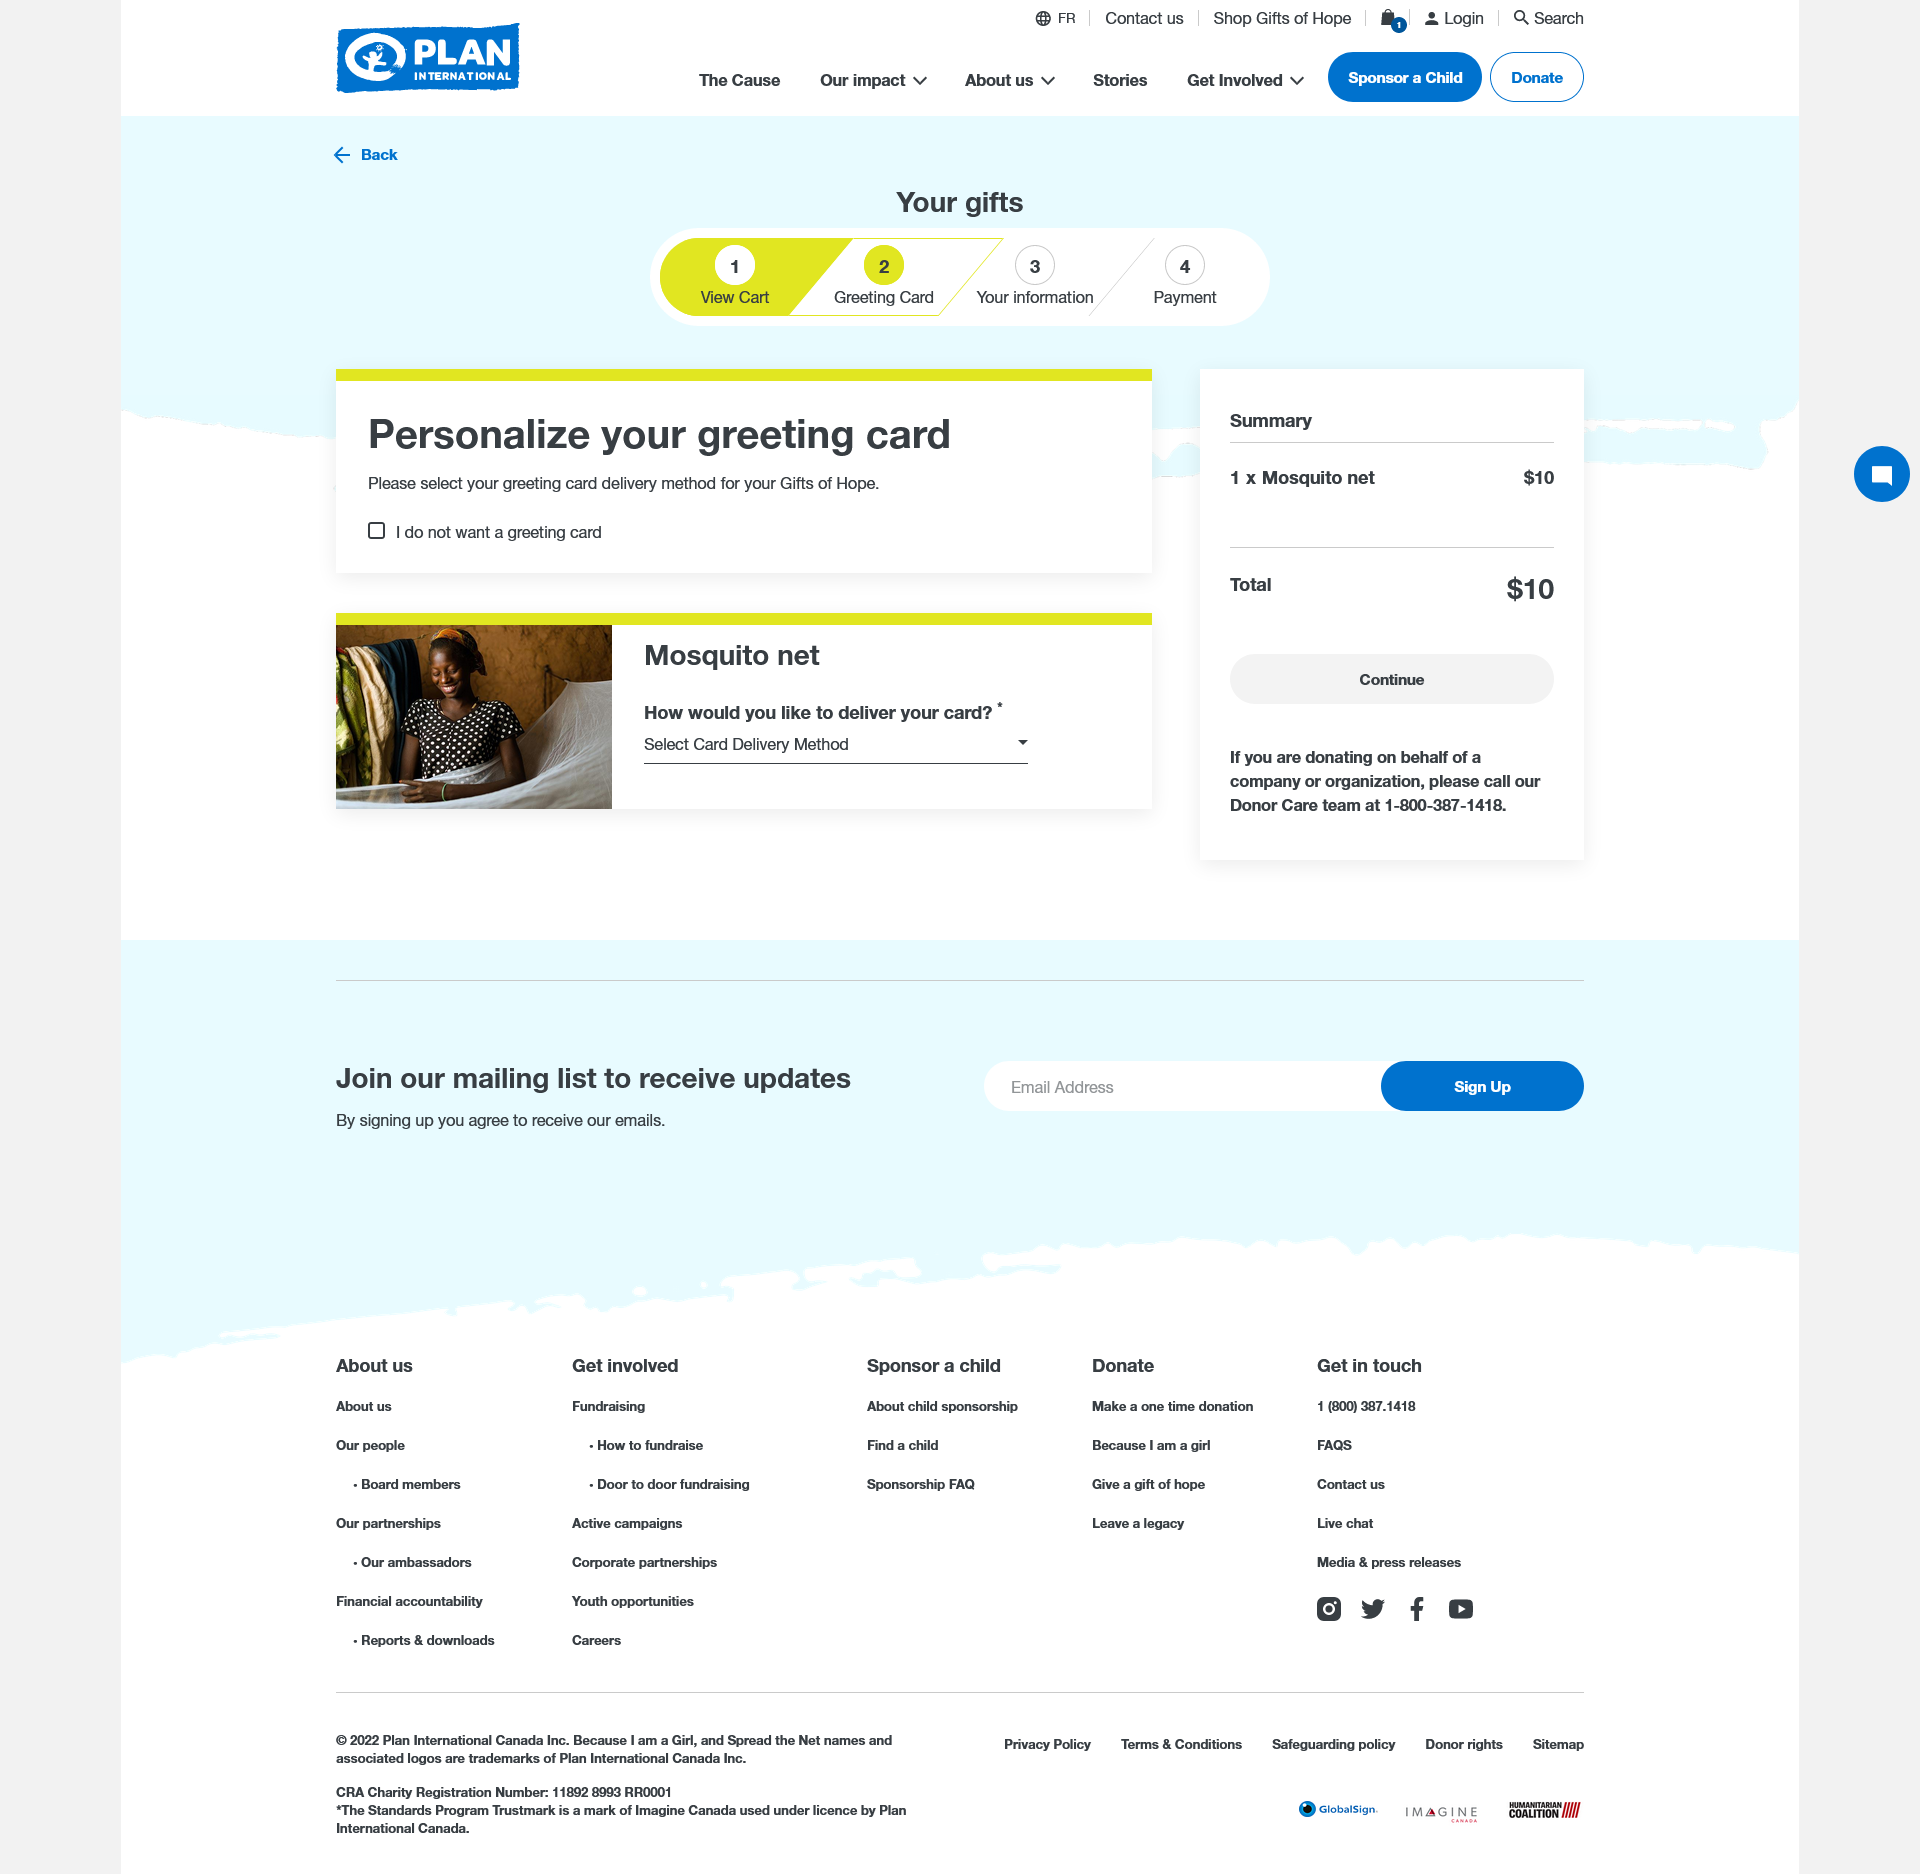 FR
Contact us
Shop Gifts of Hope
1
Login
Search
PLAN
INTERNATIONAL
The Cause
Our impact
About us
Stories
Get Involved
Sponsor a Child
Donate
Back
Your gifts
1
View Cart
2
Greeting Card
3
Your information
4
Payment
Personalize your greeting card
Please select your greeting card delivery method for your Gifts of Hope.
I do not want a greeting card
Mosquito net
How would you like to deliver your card? *
Select Card Delivery Method
Summary
1 x Mosquito net $10
Total $10
Continue
If you are donating on behalf of a
company or organization, please call our
Donor Care team at 1-800-387-1418.
Join our mailing list to receive updates
By signing up you agree to receive our emails.
Email Address
Sign Up
About us
About us
Our people
• Board members
Our partnerships
• Our ambassadors
Financial accountability
• Reports & downloads
Get involved
Fundraising
• How to fundraise
• Door to door fundraising
Active campaigns
Corporate partnerships
Youth opportunities
Careers
Sponsor a child
About child sponsorship
Find a child
Sponsorship FAQ
Donate
Make a one time donation
Because I am a girl
Give a gift of hope
Leave a legacy
Get in touch
1 (800) 387.1418
FAQS
Contact us
Live chat
Media & press releases
© 2022 Plan International Canada Inc. Because I am a Girl, and Spread the Net names and
associated logos are trademarks of Plan International Canada Inc.
CRA Charity Registration Number: 11892 8993 RR0001
*The Standards Program Trustmark is a mark of Imagine Canada used under licence by Plan
International Canada.
Privacy Policy
Terms & Conditions
Safeguarding policy
Donor rights
Sitemap
GlobalSign.
IMAGINE
CANADA
HUMANITARIAN
COALITION